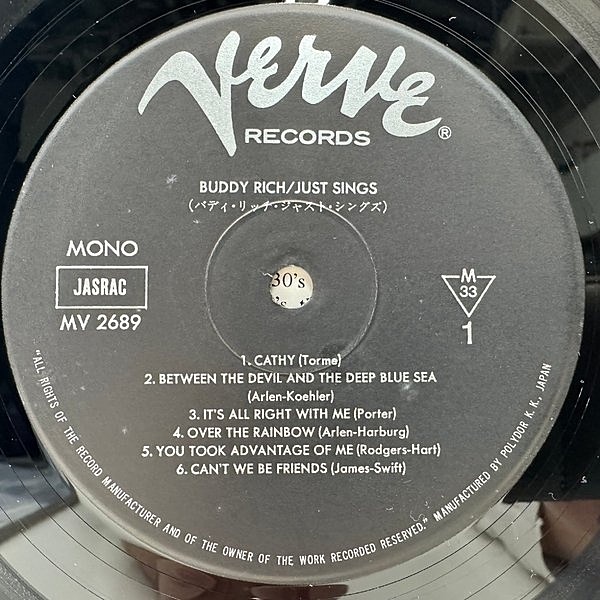 Verve
RECORDS ®
BUDDY RICH/JUST SINGS
(バディ・リッチ・ジャスト・シングズ)
MONO
JASRAC
MV 2689
30's
M
33
1
1. CATHY (Torme)
2. BETWEEN THE DEVIL AND THE DEEP BLUE SEA
(Arlen-Koehler)
3. IT'S ALL RIGHT WITH ME (Porter)
4. OVER THE RAINBOW (Arlen-Harburg)
5. YOU TOOK ADVANTAGE OF ME (Rodgers-Hart)
6. CAN'T WE BE FRIENDS (James-Swift)
"ALL RIGHTS OF THE RECORD MANUFACTURER AND OF THE OWNER OF THE WORK RECORDED RESERVED." MANUFACTURED BY POLYDOR K. K., JAPAN